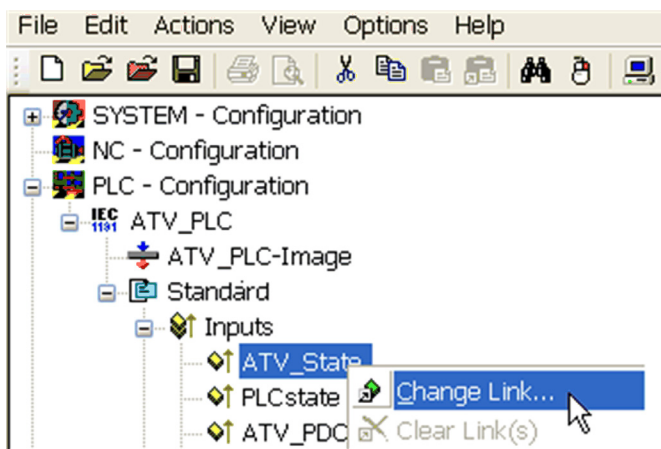 File Edit Actions View Options Help
SYSTEM - Configuration
NC - Configuration
PLC - Configuration
IEC 1131 ATV_PLC
ATV_PLC-Image
Standard
Inputs
ATV_State
PLCstate
Change Link...
ATV_PDC
Clear Link(s)